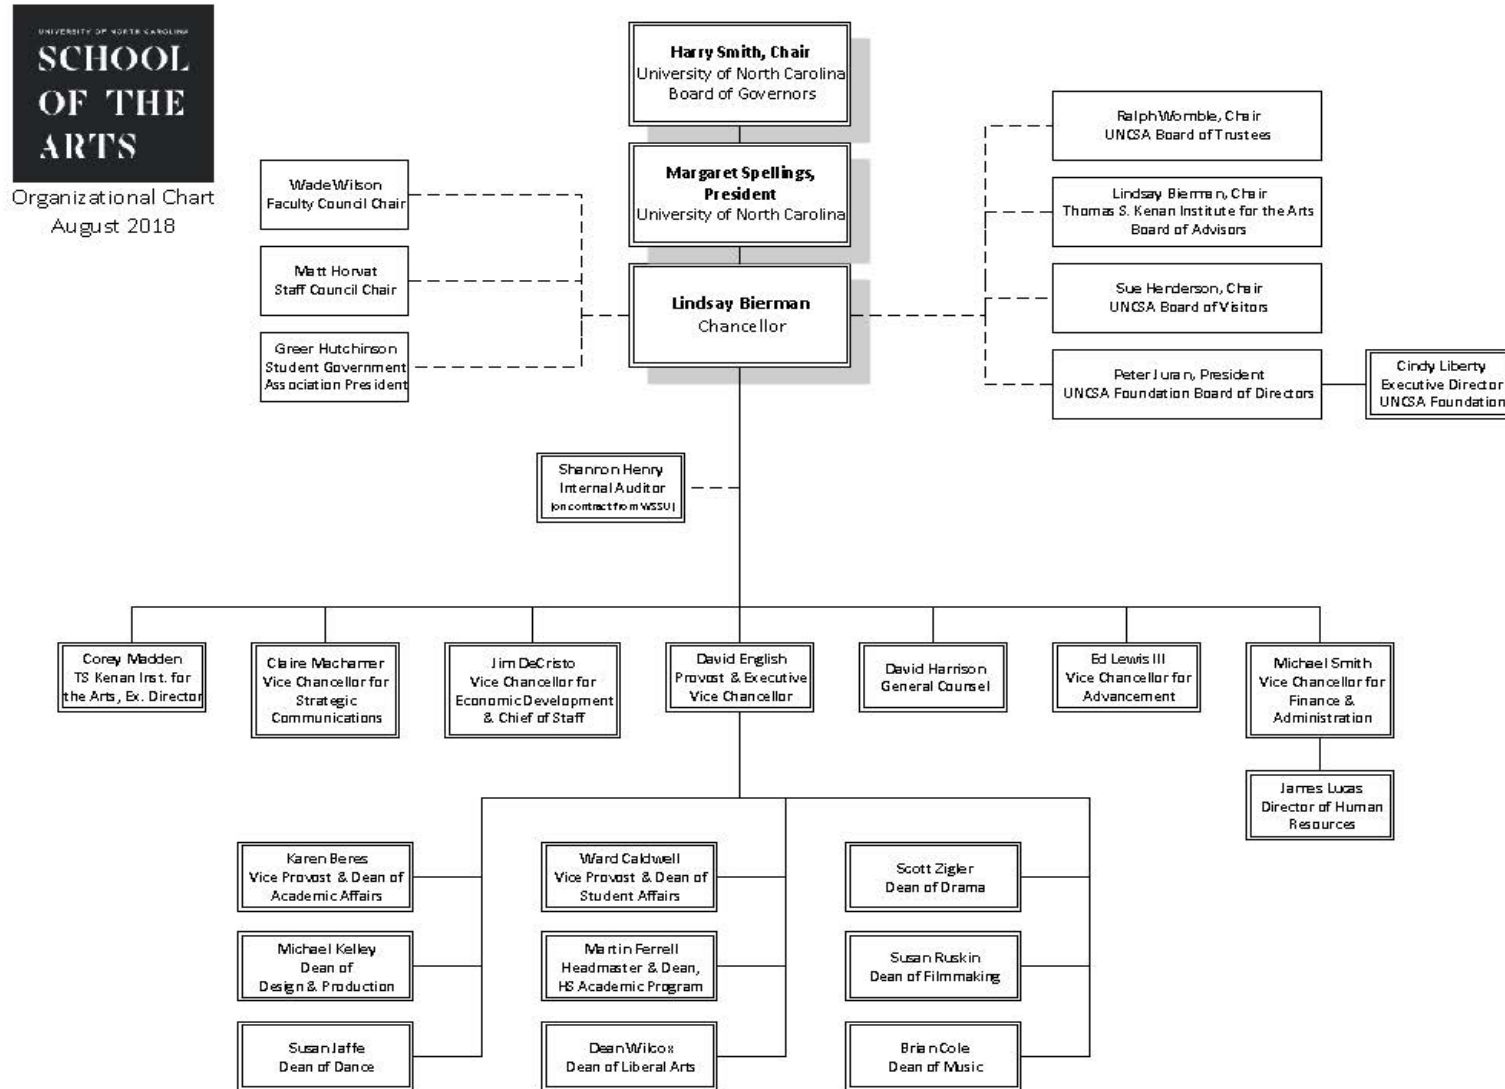 UNIVERSITY OF NORTH CAROLINA
SCHOOL
OF THE
ARTS
Organizational Chart
August 2018
Harry Smith, Chair
University of North Carolina
Board of Governors
Margaret Spellings,
President
University of North Carolina
Lindsay Bierman
Chancellor
Wade Wilson
Faculty Council Chair
Matt Horvat
Staff Council Chair
Greer Hutchinson
Student Government
Association President
Ralph Womble, Chair
UNCSA Board of Trustees
Lindsay Bierman, Chair
Thomas S. Kenan Institute for the Arts
Board of Advisors
Sue Henderson, Chair
UNCSA Board of Visitors
Peter Juran, President
UNCSA Foundation Board of Directors
Cindy Liberty
Executive Director
UNCSA Foundation
Shannon Henry
Internal Auditor
(on contract from WSSU)
Corey Madden
TS Kenan Inst. for
the Arts, Ex. Director
Claire Machamer
Vice Chancellor for
Strategic
Communications
Jim DeCristo
Vice Chancellor for
Economic Development
& Chief of Staff
David English
Provost & Executive
Vice Chancellor
David Harrison
General Counsel
Ed Lewis III
Vice Chancellor for
Advancement
Michael Smith
Vice Chancellor for
Finance &
Administration
James Lucas
Director of Human
Resources
Karen Beres
Vice Provost & Dean of
Academic Affairs
Ward Caldwell
Vice Provost & Dean of
Student Affairs
Scott Zigler
Dean of Drama
Michael Kelley
Dean of
Design & Production
Martin Ferrell
Headmaster & Dean,
HS Academic Program
Susan Ruskin
Dean of Filmmaking
Susan Jaffe
Dean of Dance
Dean Wilcox
Dean of Liberal Arts
Brian Cole
Dean of Music